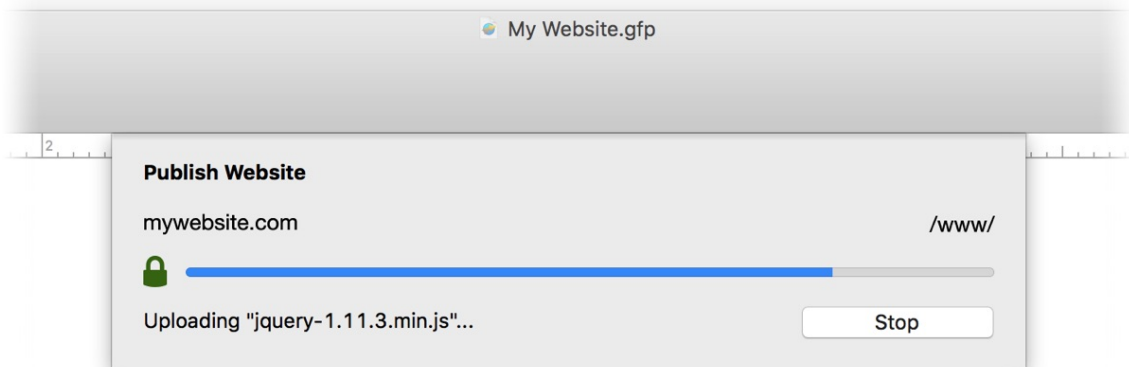 My Website.gfp
2
Publish Website
mywebsite.com /www/
Uploading "jquery-1.11.3.min.js"...
Stop